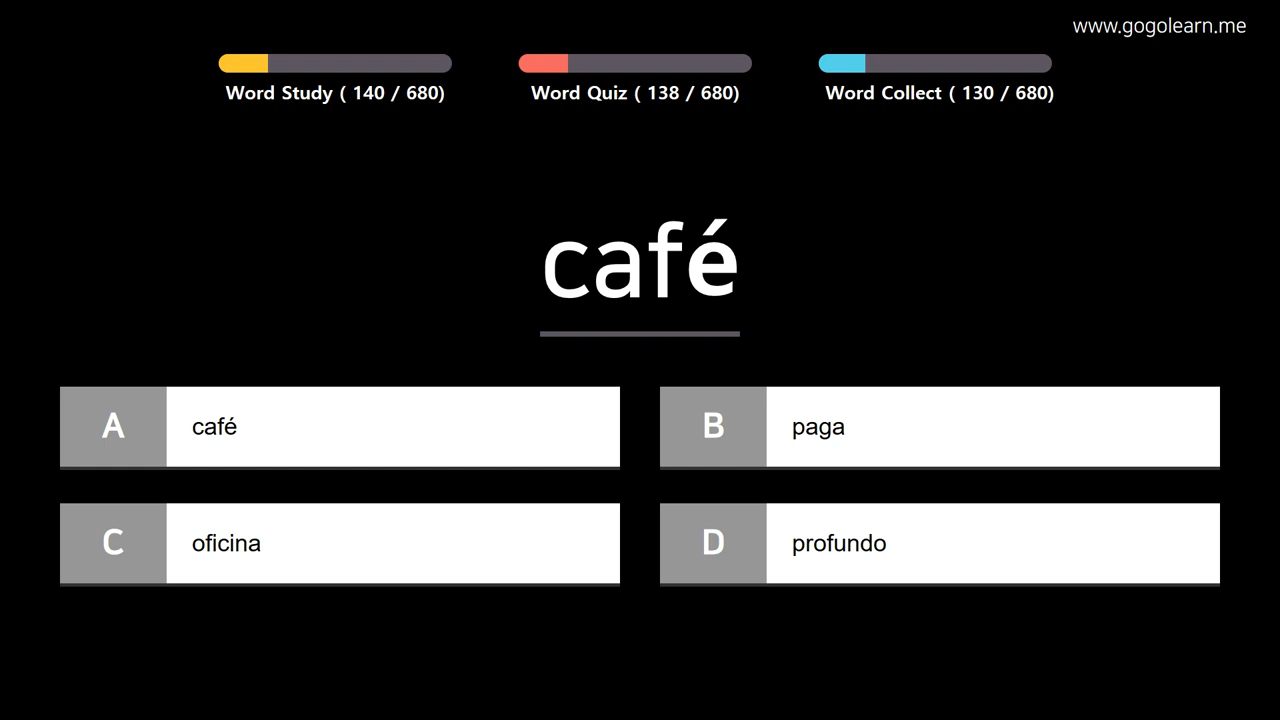 www.gogolearn.me
Word Study ( 140 / 680)
Word Quiz ( 138 / 680)
Word Collect ( 130 / 680)
café
A café
B paga
C oficina
D profundo